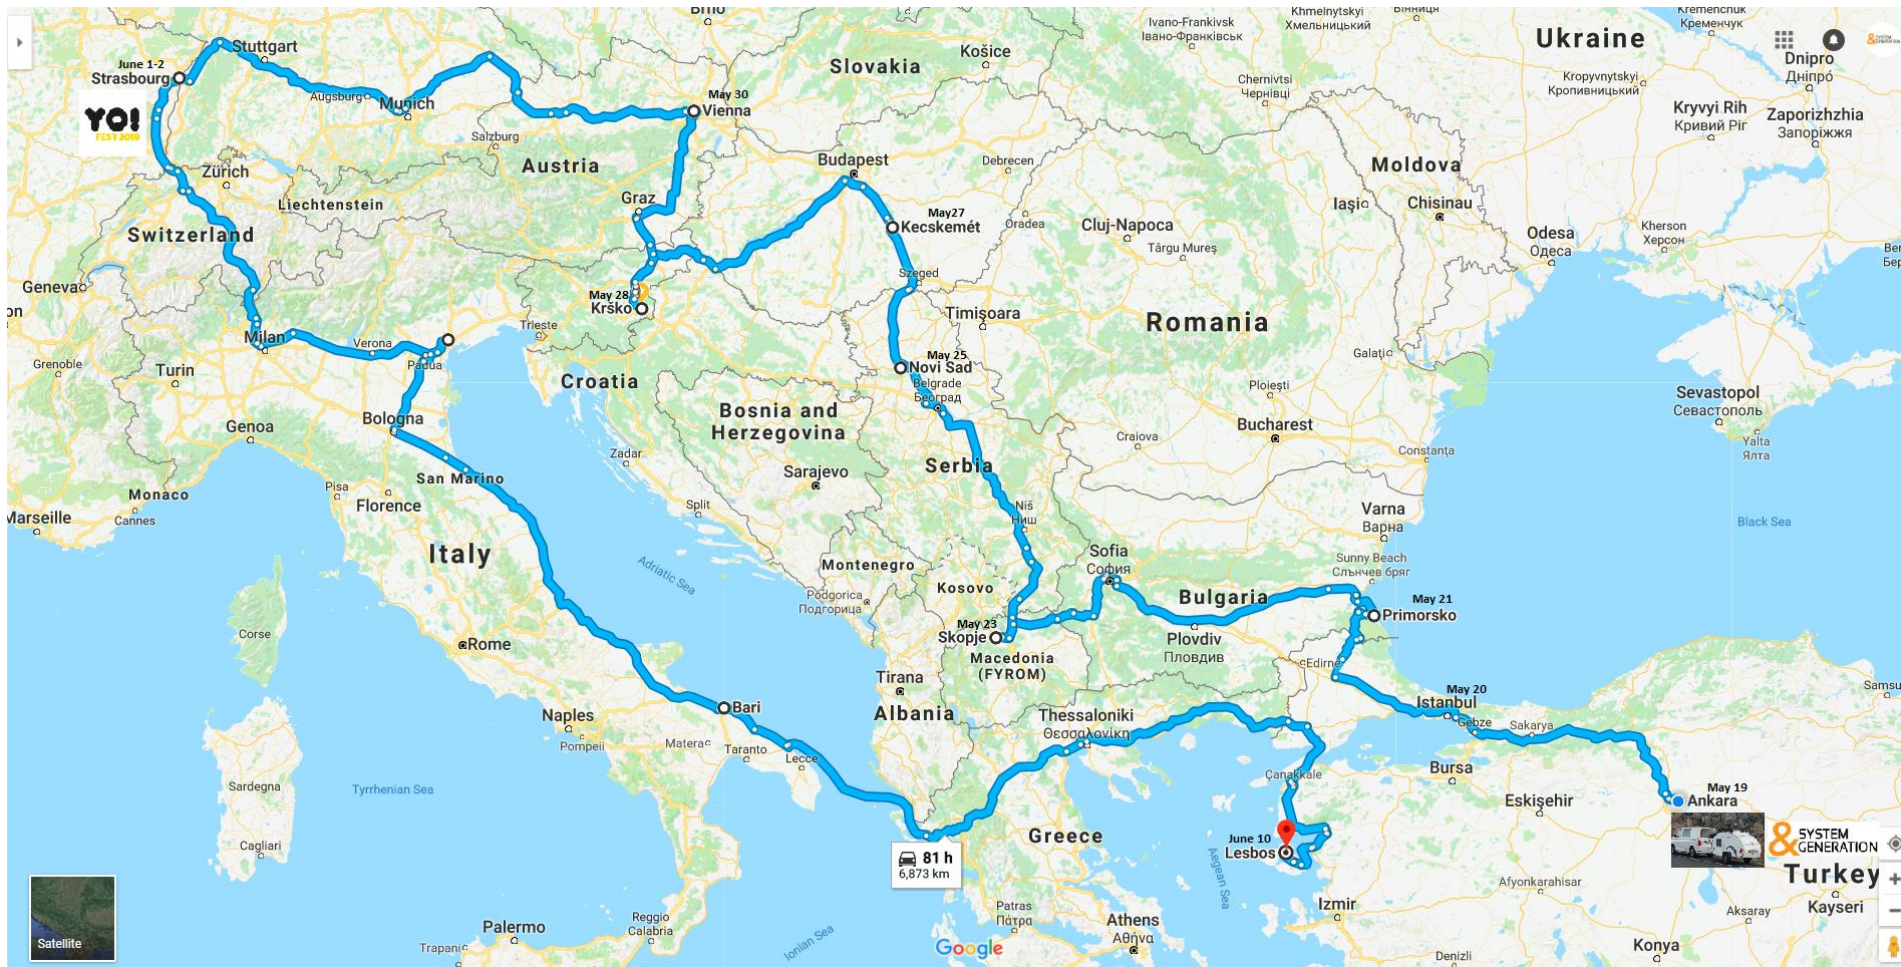 Brno
Khmelnytskyi
Хмельницький
Ivano-Frankivsk
Івано-Франківськ
Kremenchuk
Кременчук
Ukraine
SYSTEM
GENERATION
Dnipro
Дніпро́
June 1-2
Stuttgart
Strasbourg
YO!
FEST 2018
Augsburg
Munich
Salzburg
May 30
Vienna
Slovakia
Košice
Chernivtsi
Чернівці
Kropyvnytskyi
Кропивницький
Kryvyi Rih
Кривий Ріг
Zaporizhzhia
Запоріжжя
Zürich
Liechtenstein
Switzerland
Austria
Graz
Budapest
Debrecen
May27
Kecskemét
Oradea
Cluj-Napoca
Târgu Mureș
Iași
Moldova
Chisinau
Odesa
Одеса
Kherson
Херсон
Geneva
May 28
Krško
Szeged
Timișoara
Romania
Milan
Verona
Padua
Trieste
Grenoble
Turin
Croatia
May 25
Novi Sad
Belgrade
Београд
Galați
Ploiești
Bucharest
Craiova
Constanța
Sevastopol
Севастополь
Yalta
Ялта
Bologna
Genoa
Bosnia and
Herzegovina
Sarajevo
Serbia
Zadar
Split
San Marino
Pisa
Florence
Monaco
Cannes
Marseille
Niš
Ниш
Varna
Варна
Black Sea
Italy
Adriatic Sea
Montenegro
Podgorica
Подгорица
Kosovo
Sofia
София
Sunny Beach
Слънчев бряг
Bulgaria
May 21
Primorsko
Corse
Rome
May 23
Skopje
Macedonia
(FYROM)
Plovdiv
Пловдив
Edirne
Tirana
Albania
Naples
Pompeii
Bari
Matera
Taranto
Lecce
Thessaloniki
Θεσσαλονίκη
May 20
Istanbul
Gebze
Sakarya
Samsu
Sardegna
Tyrrhenian Sea
Cagliari
Çanakkale
Bursa
Eskişehir
May 19
Ankara
SYSTEM
&GENERATION
Turkey
Kayseri
Greece
81 h
6,873 km
June 10
Lesbos
Aegean Sea
Izmir
Afyonkarahisar
Aksaray
Konya
Denizli
Patras
Πάτρα
Athens
Αθήνα
Satellite
Palermo
Trapani
Reggio
Calabria
Ionian Sea
Google